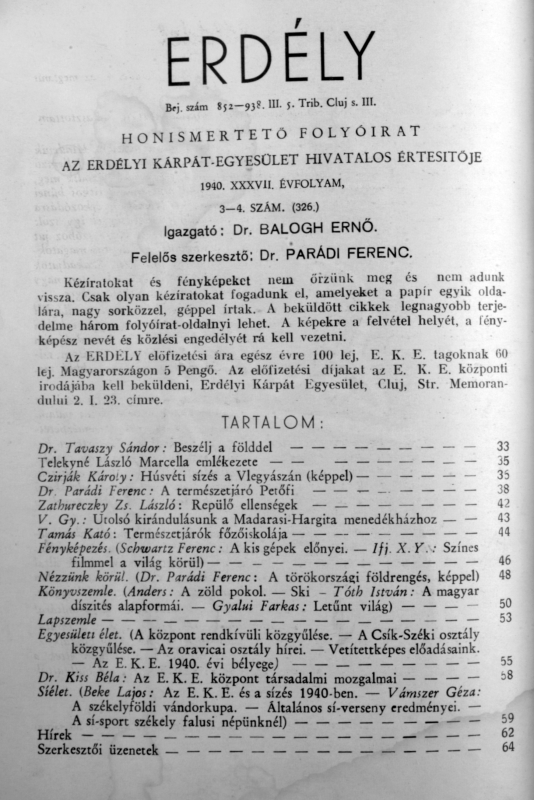 ERDÉLY
Bej. szám 852—938. III. 5. Trib. Cluj s. III.
HONISMERTETŐ FOLYÓIRAT
AZ ERDÉLYI KÁRPÁT-EGYESÜLET HIVATALOS ÉRTESITŐJE
1940. XXXVII. ÉVFOLYAM,
3—4. SZÁM. (326.)
Igazgató: Dr. BALOGH ERNŐ.
Felelős szerkesztő: Dr. PARÁDI FERENC.
Kéziratokat és fényképeket nem őrzünk meg és nem adunk
vissza. Csak olyan kéziratokat fogadunk el, amelyeket a papír egyik olda-
lára, nagy sorközzel, géppel írtak. A beküldött cikkek legnagyobb terje-
delme három folyóirat-oldalnyi lehet. A képekre a felvétel helyét, a fény-
képész nevét és közlési engedélyét rá kell vezetni.
Az ERDÉLY előfizetési ára egész évre 100 lej, E. K. E. tagoknak 60
lej. Magyarországon 5 Pengő. Az előfizetési díjakat az E. K. E. központi
irodájába kell beküldeni, Erdélyi Kárpát Egyesület, Cluj, Str. Memoran-
dului 2. I. 23. címre.
TARTALOM:
Dr. Tavaszy Sándor: Beszélj a földdel — — — — — — — 33
Telekyné László Marcella emlékezete — — — — — — — 35
Czirják Károly: Húsvéti sízés a Vlegyászán (képpel) — — — — — 35
Dr. Parádi Ferenc: A természetjáró Petőfi — — — — — — 38
Zathureczky Zs. László: Repülő ellenségek — — — — — — 42
V. Gy.: Utolsó kirándulásunk a Madarasi-Hargita menedékházhoz — — — 43
Tamás Kató: Természetjárók főzőiskolája — — — — — — 44
Fényképezés. (Schwartz Ferenc: A kis gépek előnyei. — Ifj. X. Y.: Színes
filmmel a világ körül) — — — — — — — — — 46
Nézzünk körül. (Dr. Parádi Ferenc: A törökországi földrengés, képpel) 48
Könyvszemle. (Anders: A zöld pokol. — Ski — Tóth István: A magyar
díszítés alapformái. — Gyalui Farkas: Letűnt világ) — — — — 50
Lapszemle — — — — — — — — — — — 53
Egyesületi élet. (A központ rendkívüli közgyűlése. — A Csík-Széki osztály
közgyűlése. — Az oravicai osztály hírei. — Vetítettképes előadásaink.
— Az E. K. E. 1940. évi bélyege) — — — — — — — 55
Dr. Kiss Béla: Az E. K. E. központ társadalmi mozgalmai — — — — 58
Síélet. (Beke Lajos: Az E. K. E. és a sízés 1940-ben. — Vámszer Géza:
A székelyföldi vándorkupa. — Általános sí-verseny eredményei. —
A sí-sport székely falusi népünknél) — — — — — — — 59
Hírek — — — — — — — — — — — — 62
Szerkesztői üzenetek — — — — — — — — — — 64